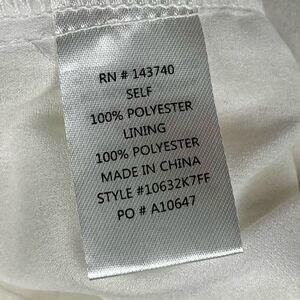 RN # 143740
SELF
100% POLYESTER
LINING
100% POLYESTER
MADE IN CHINA
STYLE #10632K7FF
PO # A10647